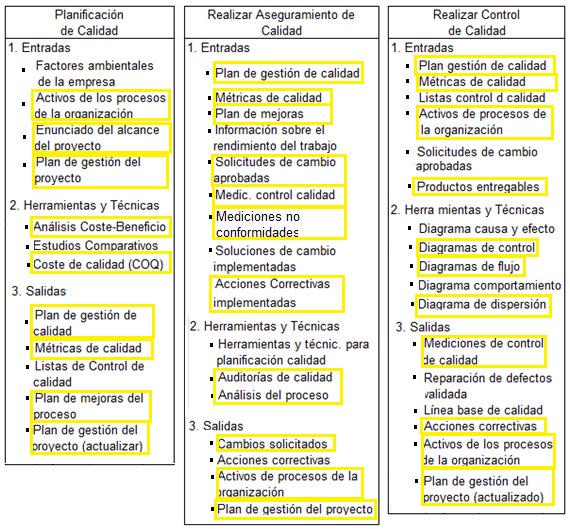 Planificación
de Calidad
1. Entradas
Factores ambientales
de la empresa
Activos de los procesos
de la organización
Enunciado del alcance
del proyecto
Plan de gestión del
proyecto
2. Herramientas y Técnicas
Análisis Coste-Beneficio
Estudios Comparativos
Coste de calidad (COQ)
3. Salidas
Plan de gestión de
calidad
Métricas de calidad
Listas de Control de
calidad
Plan de mejoras del
proceso
Plan de gestión del
proyecto (actualizar)
Realizar Aseguramiento de
Calidad
1. Entradas
Plan de gestión de calidad
Métricas de calidad
Plan de mejoras
Información sobre el
rendimiento del trabajo
Solicitudes de cambio
aprobadas
Medic. control calidad
Mediciones no
conformidades
Soluciones de cambio
implementadas
Acciones Correctivas
implementadas
2. Herramientas y Técnicas
Herramientas y técnic. para
planificación calidad
Auditorías de calidad
Análisis del proceso
3. Salidas
Cambios solicitados
Acciones correctivas
Activos de procesos de la
organización
Plan de gestión del proyecto
Realizar Control
de Calidad
1. Entradas
Plan gestión de calidad
Métricas de calidad
Listas control d calidad
Activos de procesos de
la organización
Solicitudes de cambio
aprobadas
Productos entregables
2. Herra mientas y Técnicas
Diagrama causa y efecto
Diagramas de control
Diagramas de flujo
Diagrama comportamiento
Diagrama de dispersión
3. Salidas
Mediciones de control
de calidad
Reparación de defectos
validada
Línea base de calidad
Acciones correctivas
Activos de los procesos
de la organización
Plan de gestión del
proyecto (actualizado)